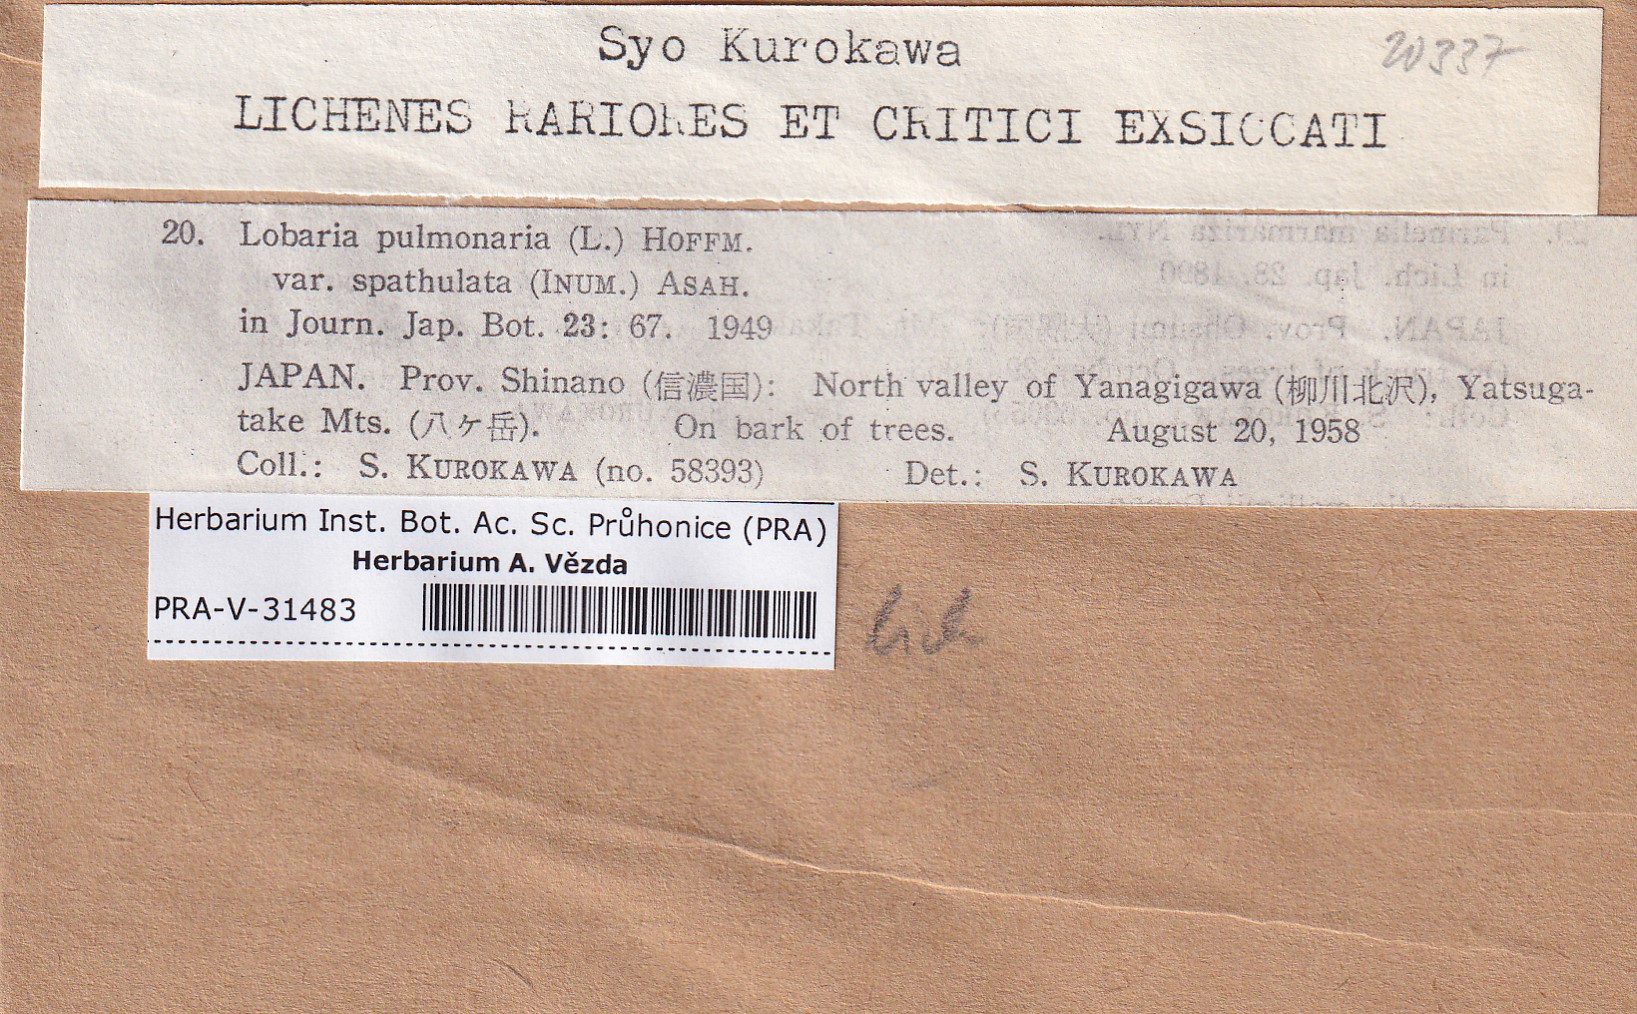 Syo Kurokawa
20337
LICHENES RARIORES ET CRITICI EXSICCATI
20. Lobaria pulmonaria (L.) HOFFM.
var. spathulata (INUM.) ASAH.
in Journ. Jap. Bot. 23: 67. 1949
JAPAN. Prov. Shinano (信濃国): North valley of Yanagigawa (柳川北沢), Yatsuga-
take Mts. (八ヶ岳). On bark of trees. August 20, 1958
Coll.: S. KUROKAWA (no. 58393) Det.: S. KUROKAWA
Herbarium Inst. Bot. Ac. Sc. Průhonice (PRA)
Herbarium A. Vězda
PRA-V-31483